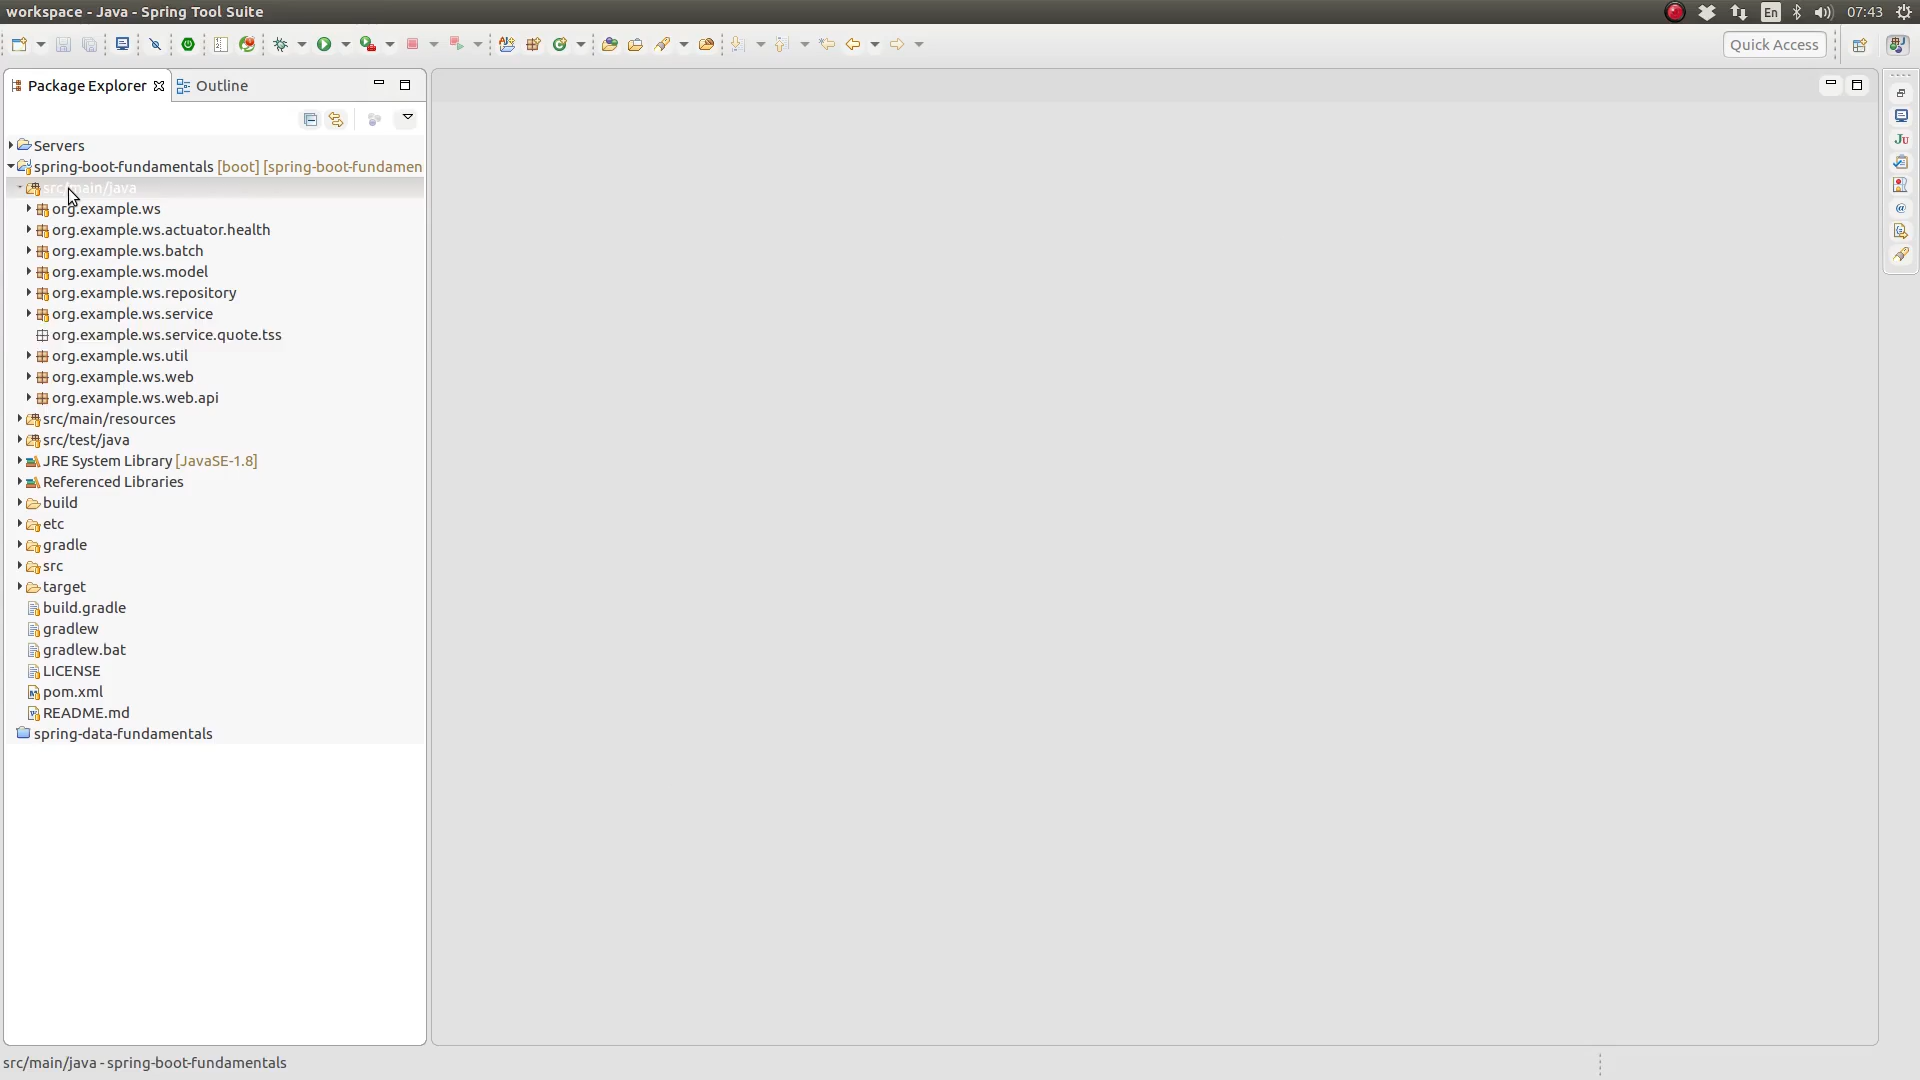 workspace - Java - Spring Tool Suite
En
07:43
Quick Access
Package Explorer
Outline
Servers
spring-boot-fundamentals [boot] [spring-boot-fundamen
src/main/java
org.example.ws
org.example.ws.actuator.health
org.example.ws.batch
org.example.ws.model
org.example.ws.repository
org.example.ws.service
org.example.ws.service.quote.tss
org.example.ws.util
org.example.ws.web
org.example.ws.web.api
src/main/resources
src/test/java
JRE System Library [JavaSE-1.8]
Referenced Libraries
build
etc
gradle
src
target
build.gradle
gradlew
gradlew.bat
LICENSE
pom.xml
README.md
spring-data-fundamentals
src/main/java - spring-boot-fundamentals